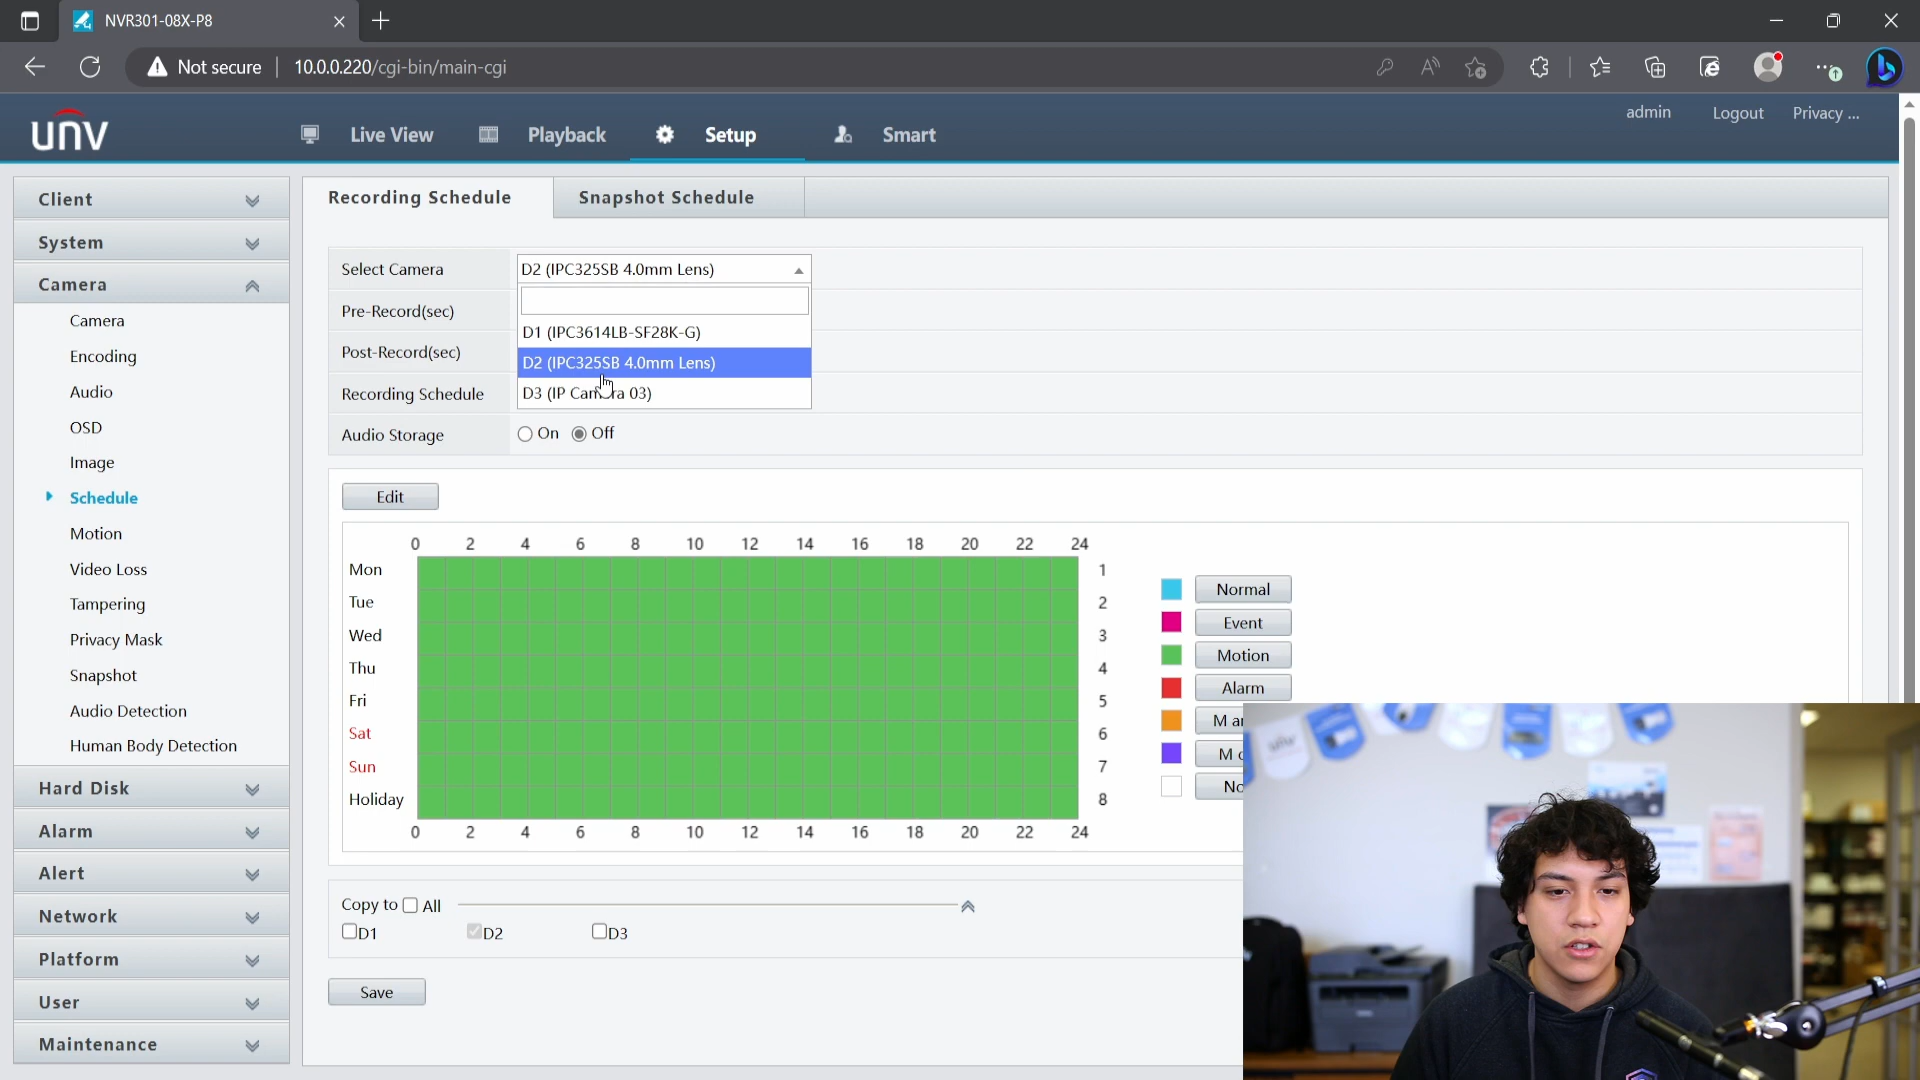 NVR301-08X-P8
Not secure 10.0.0.220/cgi-bin/main-cgi
admin Logout Privacy ...
unv Live View Playback Setup Smart
Client
System
Camera
Camera
Encoding
Audio
OSD
Image
Schedule
Motion
Video Loss
Tampering
Privacy Mask
Snapshot
Audio Detection
Human Body Detection
Hard Disk
Alarm
Alert
Network
Platform
User
Maintenance
Recording Schedule Snapshot Schedule
Select Camera D2 (IPC325SB 4.0mm Lens)
D1 (IPC3614LB-SF28K-G)
D2 (IPC325SB 4.0mm Lens)
D3 (IP Camera 03)
Pre-Record(sec)
Post-Record(sec)
Recording Schedule
Audio Storage On Off
Edit
0 2 4 6 8 10 12 14 16 18 20 22 24
Mon 1
Tue 2
Wed 3
Thu 4
Fri 5
Sat 6
Sun 7
Holiday 8
0 2 4 6 8 10 12 14 16 18 20 22 24
Normal
Event
Motion
Alarm
M
M
Copy to All
D1 D2 D3
Save